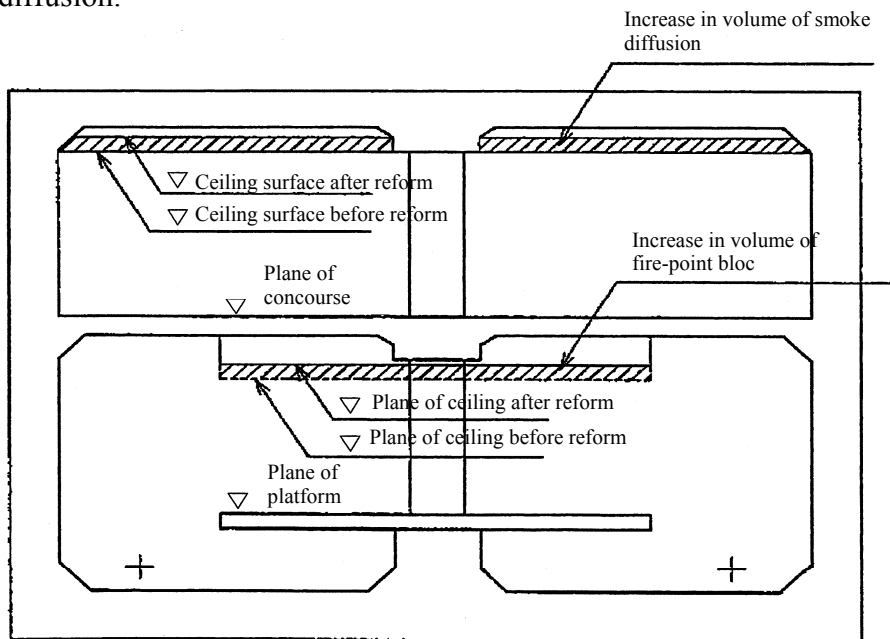 diffusion.
Increase in volume of smoke
diffusion
Ceiling surface after reform
Ceiling surface before reform
Increase in volume of
fire-point bloc
Plane of
concourse
Plane of ceiling after reform
Plane of ceiling before reform
Plane of
platform